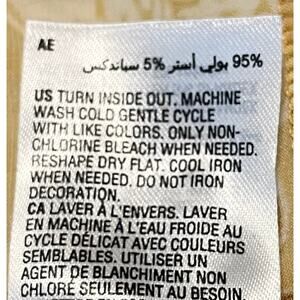 AE
95% بولي أستر 5% سباندكس
US TURN INSIDE OUT. MACHINE
WASH COLD GENTLE CYCLE
WITH LIKE COLORS. ONLY NON-
CHLORINE BLEACH WHEN NEEDED.
RESHAPE DRY FLAT. COOL IRON
WHEN NEEDED. DO NOT IRON
DECORATION.
CA LAVER À L'ENVERS. LAVER
EN MACHINE À L'EAU FROIDE AU
CYCLE DÉLICAT AVEC COULEURS
SEMBLABLES. UTILISER UN
AGENT DE BLANCHIMENT NON
CHLORÉ SEULEMENT AU BESOIN.